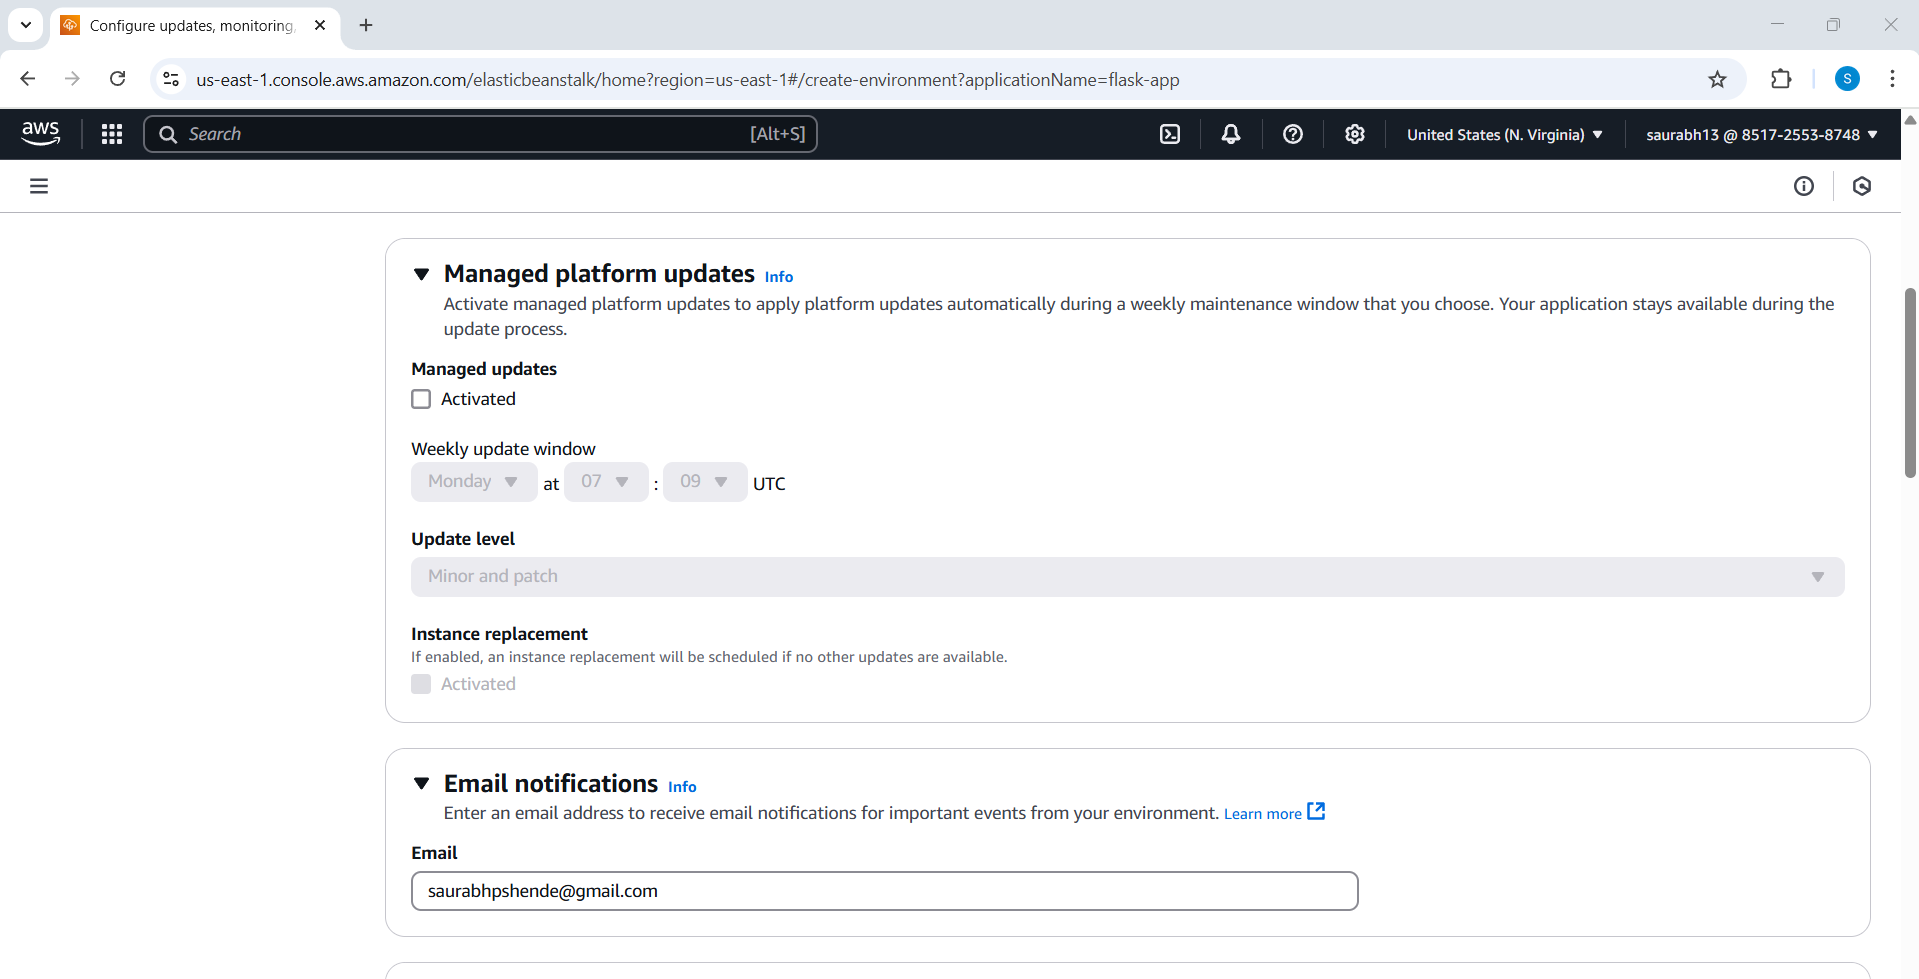 Configure updates, monitoring,
us-east-1.console.aws.amazon.com/elasticbeanstalk/home?region=us-east-1#/create-environment?applicationName=flask-app
S
aws
Search
[Alt+S]
United States (N. Virginia)
saurabh13 @ 8517-2553-8748
Managed platform updates Info
Activate managed platform updates to apply platform updates automatically during a weekly maintenance window that you choose. Your application stays available during the
update process.
Managed updates
Activated
Weekly update window
Monday at 07 : 09 UTC
Update level
Minor and patch
Instance replacement
If enabled, an instance replacement will be scheduled if no other updates are available.
Activated
Email notifications Info
Enter an email address to receive email notifications for important events from your environment. Learn more
Email
saurabhpshende@gmail.com